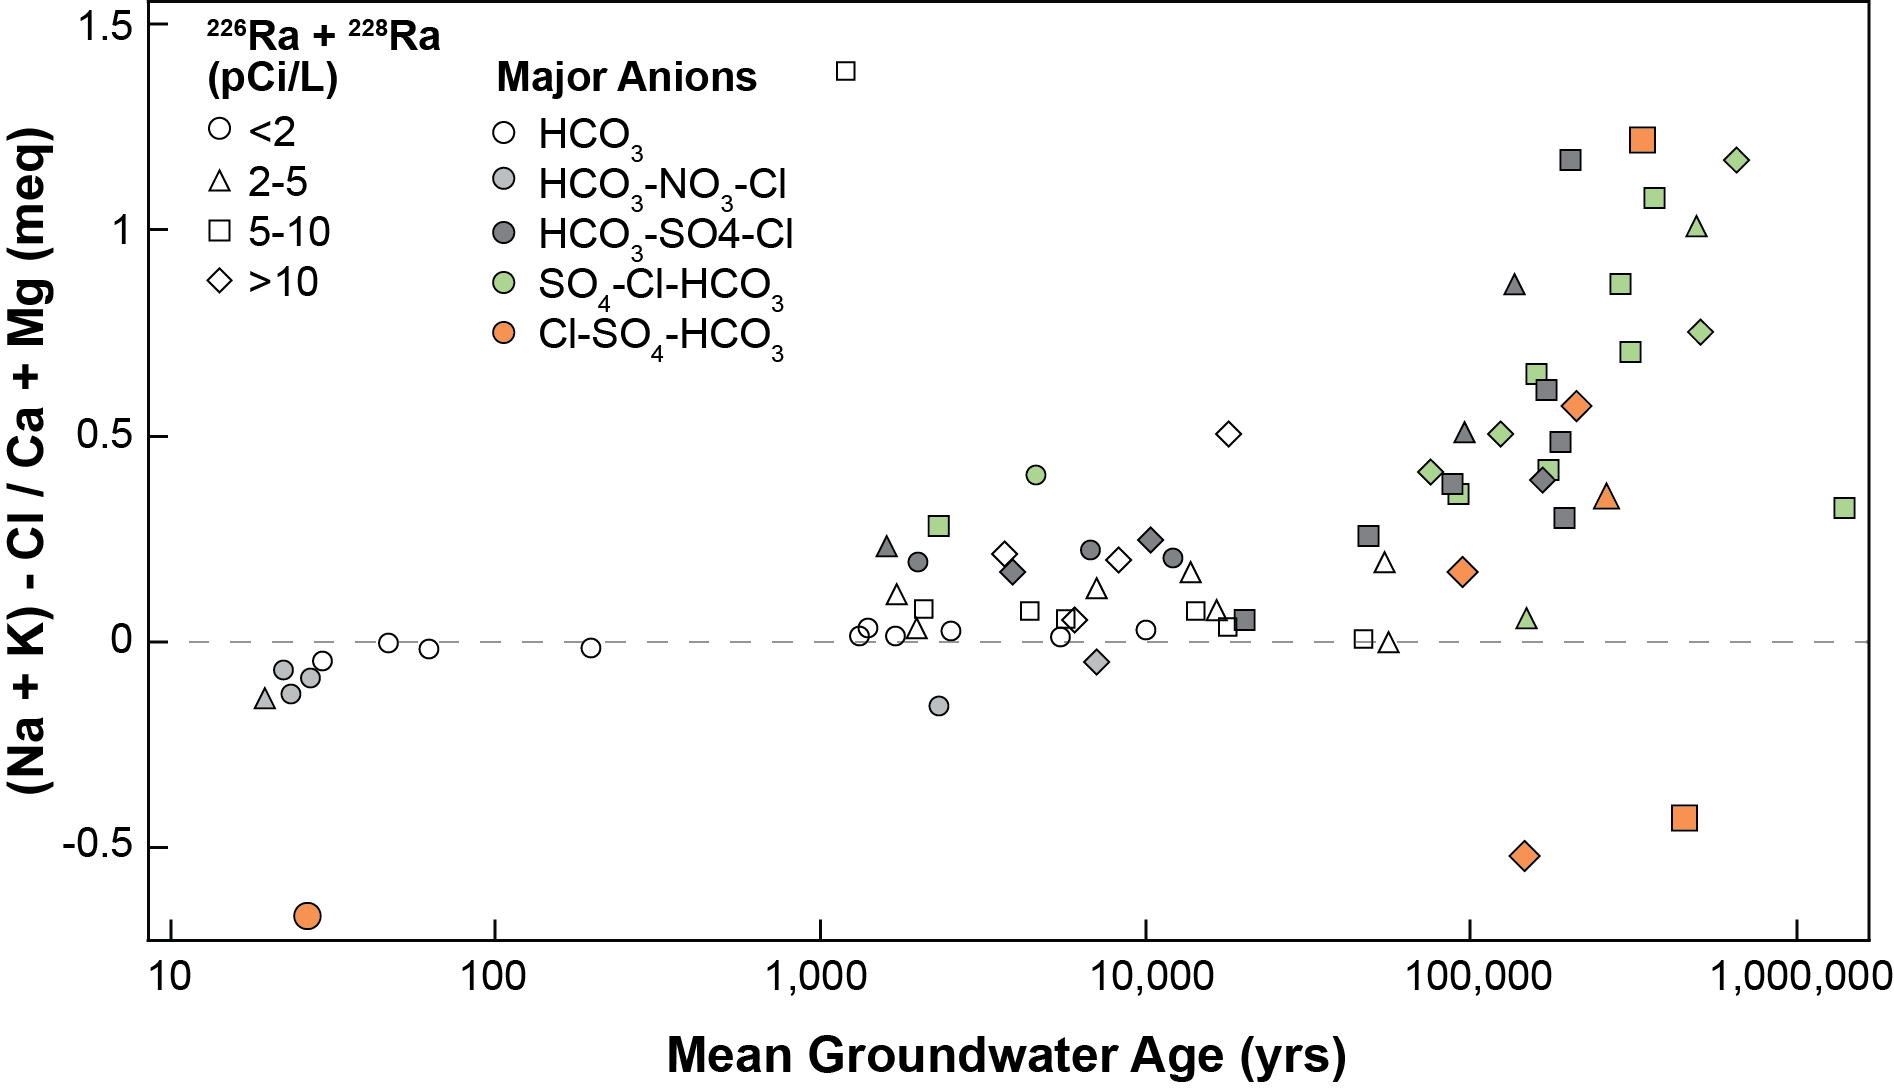 ²²⁶Ra + ²²⁸Ra
(pCi/L)
<2
2-5
5-10
>10
Major Anions
HCO₃
HCO₃-NO₃-Cl
HCO₃-SO4-Cl
SO₄-Cl-HCO₃
Cl-SO₄-HCO₃
(Na + K) - Cl / Ca + Mg (meq)
1.5
1
0.5
0
-0.5
10
100
1,000
10,000
100,000
1,000,000
Mean Groundwater Age (yrs)